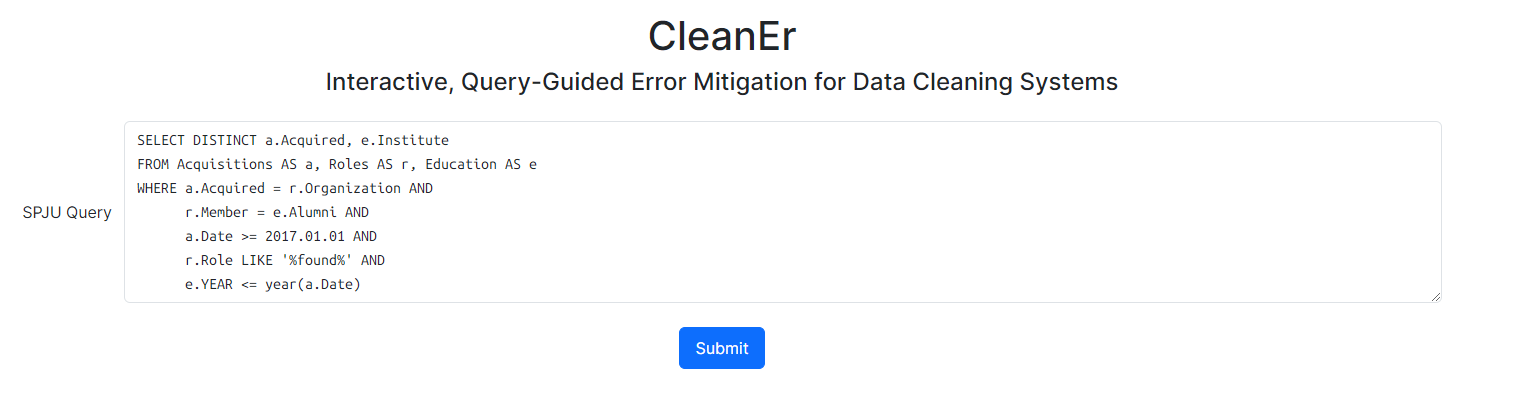 CleanEr
Interactive, Query-Guided Error Mitigation for Data Cleaning Systems
SPJU Query
SELECT DISTINCT a.Acquired, e.Institute
FROM Acquisitions AS a, Roles AS r, Education AS e
WHERE a.Acquired = r.Organization AND
r.Member = e.Alumni AND
a.Date >= 2017.01.01 AND
r.Role LIKE '%found%' AND
e.YEAR <= year(a.Date)
Submit